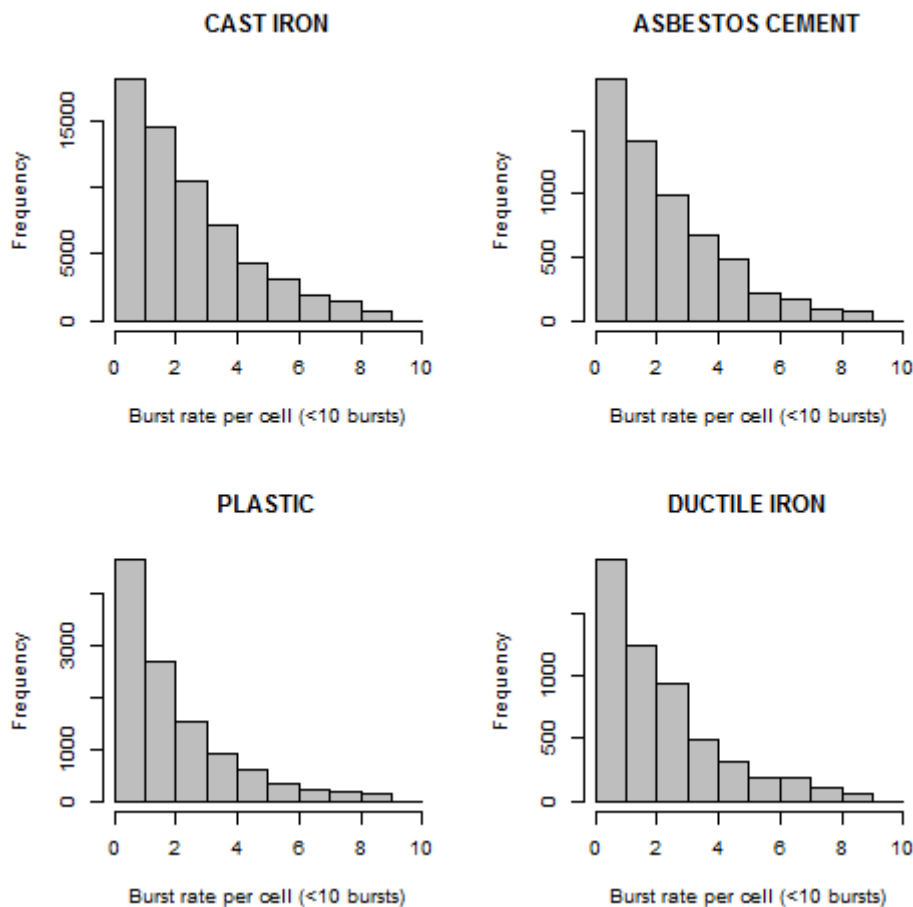 CAST IRON
Frequency
15000
5000
0
0 2 4 6 8 10
Burst rate per cell (<10 bursts)
ASBESTOS CEMENT
Frequency
1000
500
0
0 2 4 6 8 10
Burst rate per cell (<10 bursts)
PLASTIC
Frequency
3000
1000
0
0 2 4 6 8 10
Burst rate per cell (<10 bursts)
DUCTILE IRON
Frequency
1000
500
0
0 2 4 6 8 10
Burst rate per cell (<10 bursts)